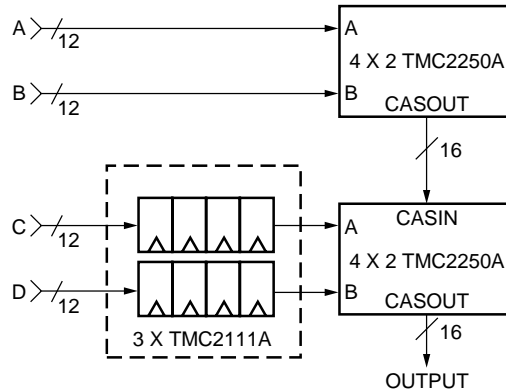 A
12
A
4 X 2 TMC2250A
B
12
B
CASOUT
16
CASIN
C
12
A
4 X 2 TMC2250A
D
12
B
CASOUT
3 X TMC2111A
16
OUTPUT